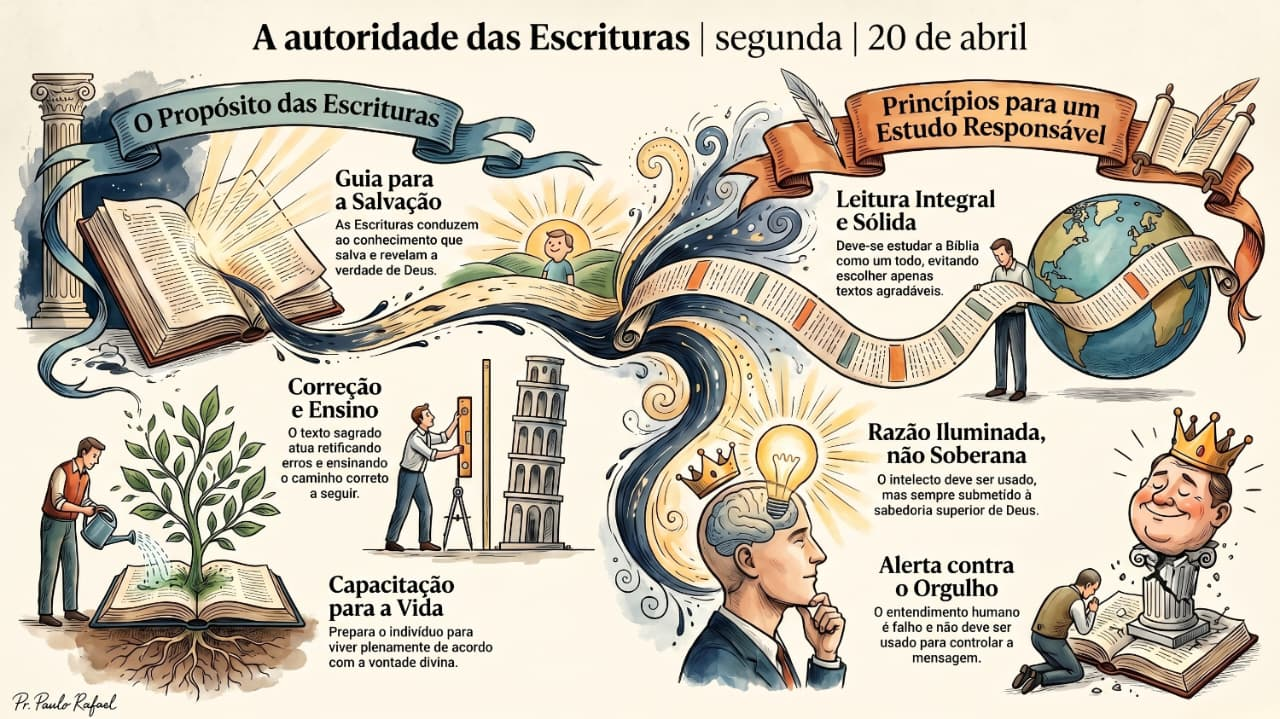 A autoridade das Escrituras | segunda | 20 de abril
O Propósito das Escrituras
Guia para
a Salvação
As Escrituras conduzem
ao conhecimento que
salva e revelam a
verdade de Deus.
Correção
e Ensino
O texto sagrado
atua retificando
erros e ensinando
o caminho correto
a seguir.
Capacitação
para a Vida
Prepara o indivíduo para
viver plenamente de acordo
com a vontade divina.
Princípios para um
Estudo Responsável
Leitura Integral
e Sólida
Deve-se estudar a Bíblia
como um todo, evitando
escolher apenas
textos agradáveis.
Razão Iluminada,
não Soberana
O intelecto deve ser usado,
mas sempre submetido à
sabedoria superior de Deus.
Alerta contra
o Orgulho
O entendimento humano
é falho e não deve ser
usado para controlar a
mensagem.
Pr. Paulo Rafael